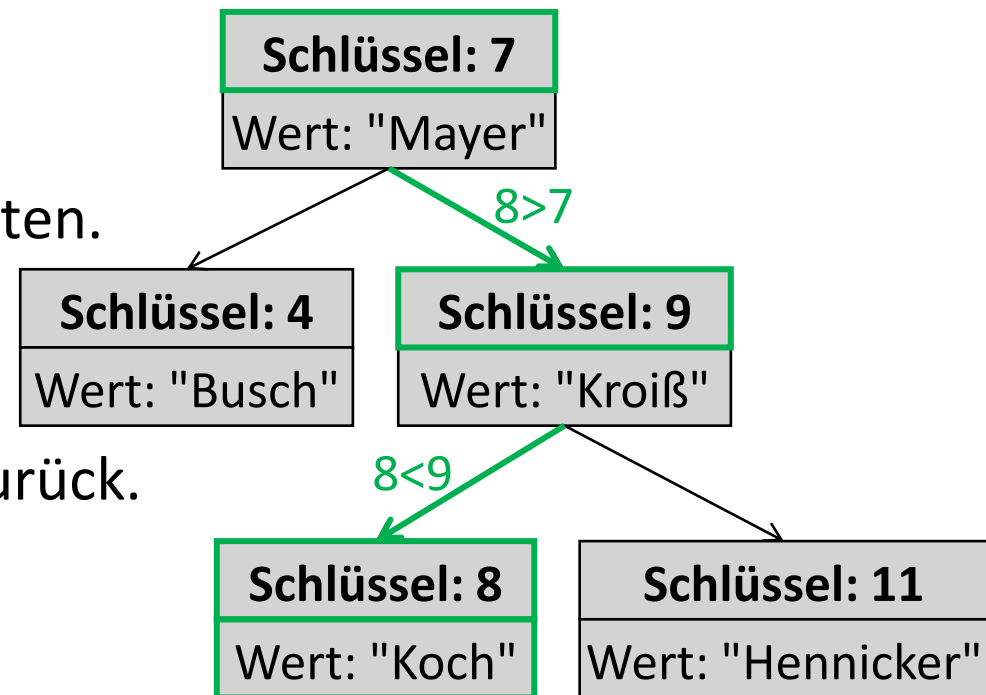 Schlüssel: 7
Wert: "Mayer"
8>7
ten.
Schlüssel: 4
Wert: "Busch"
Schlüssel: 9
Wert: "Kroiß"
8<9
urück.
Schlüssel: 8
Wert: "Koch"
Schlüssel: 11
Wert: "Hennicker"